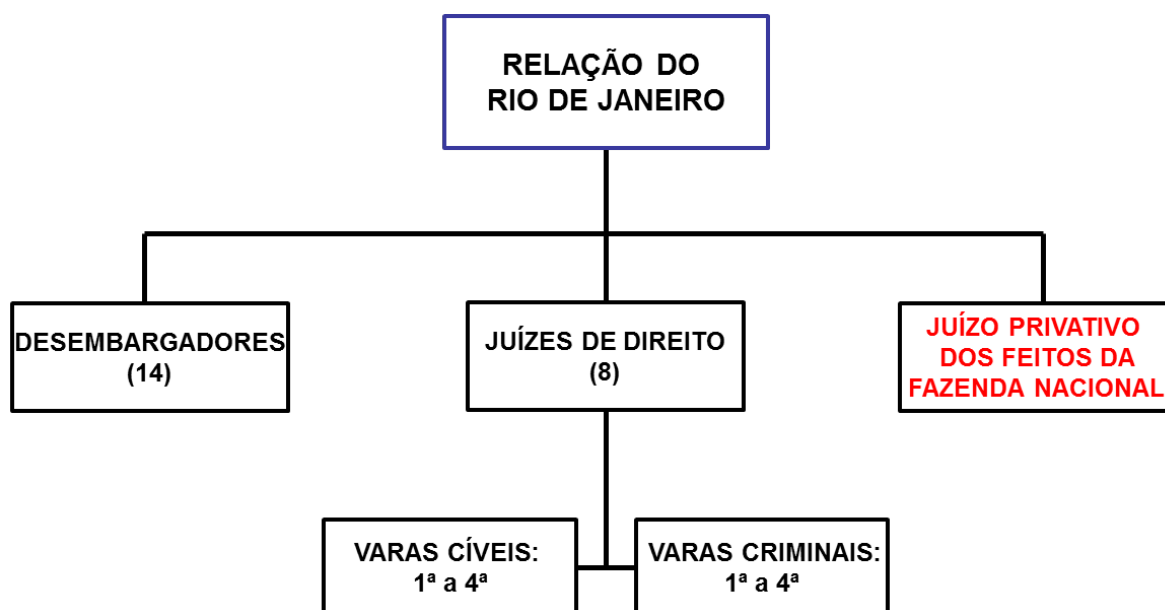 RELAÇÃO DO
RIO DE JANEIRO
DESEMBARGADORES
(14)
JUÍZES DE DIREITO
(8)
JUÍZO PRIVATIVO
DOS FEITOS DA
FAZENDA NACIONAL
VARAS CÍVEIS:
1ª a 4ª
VARAS CRIMINAIS:
1ª a 4ª